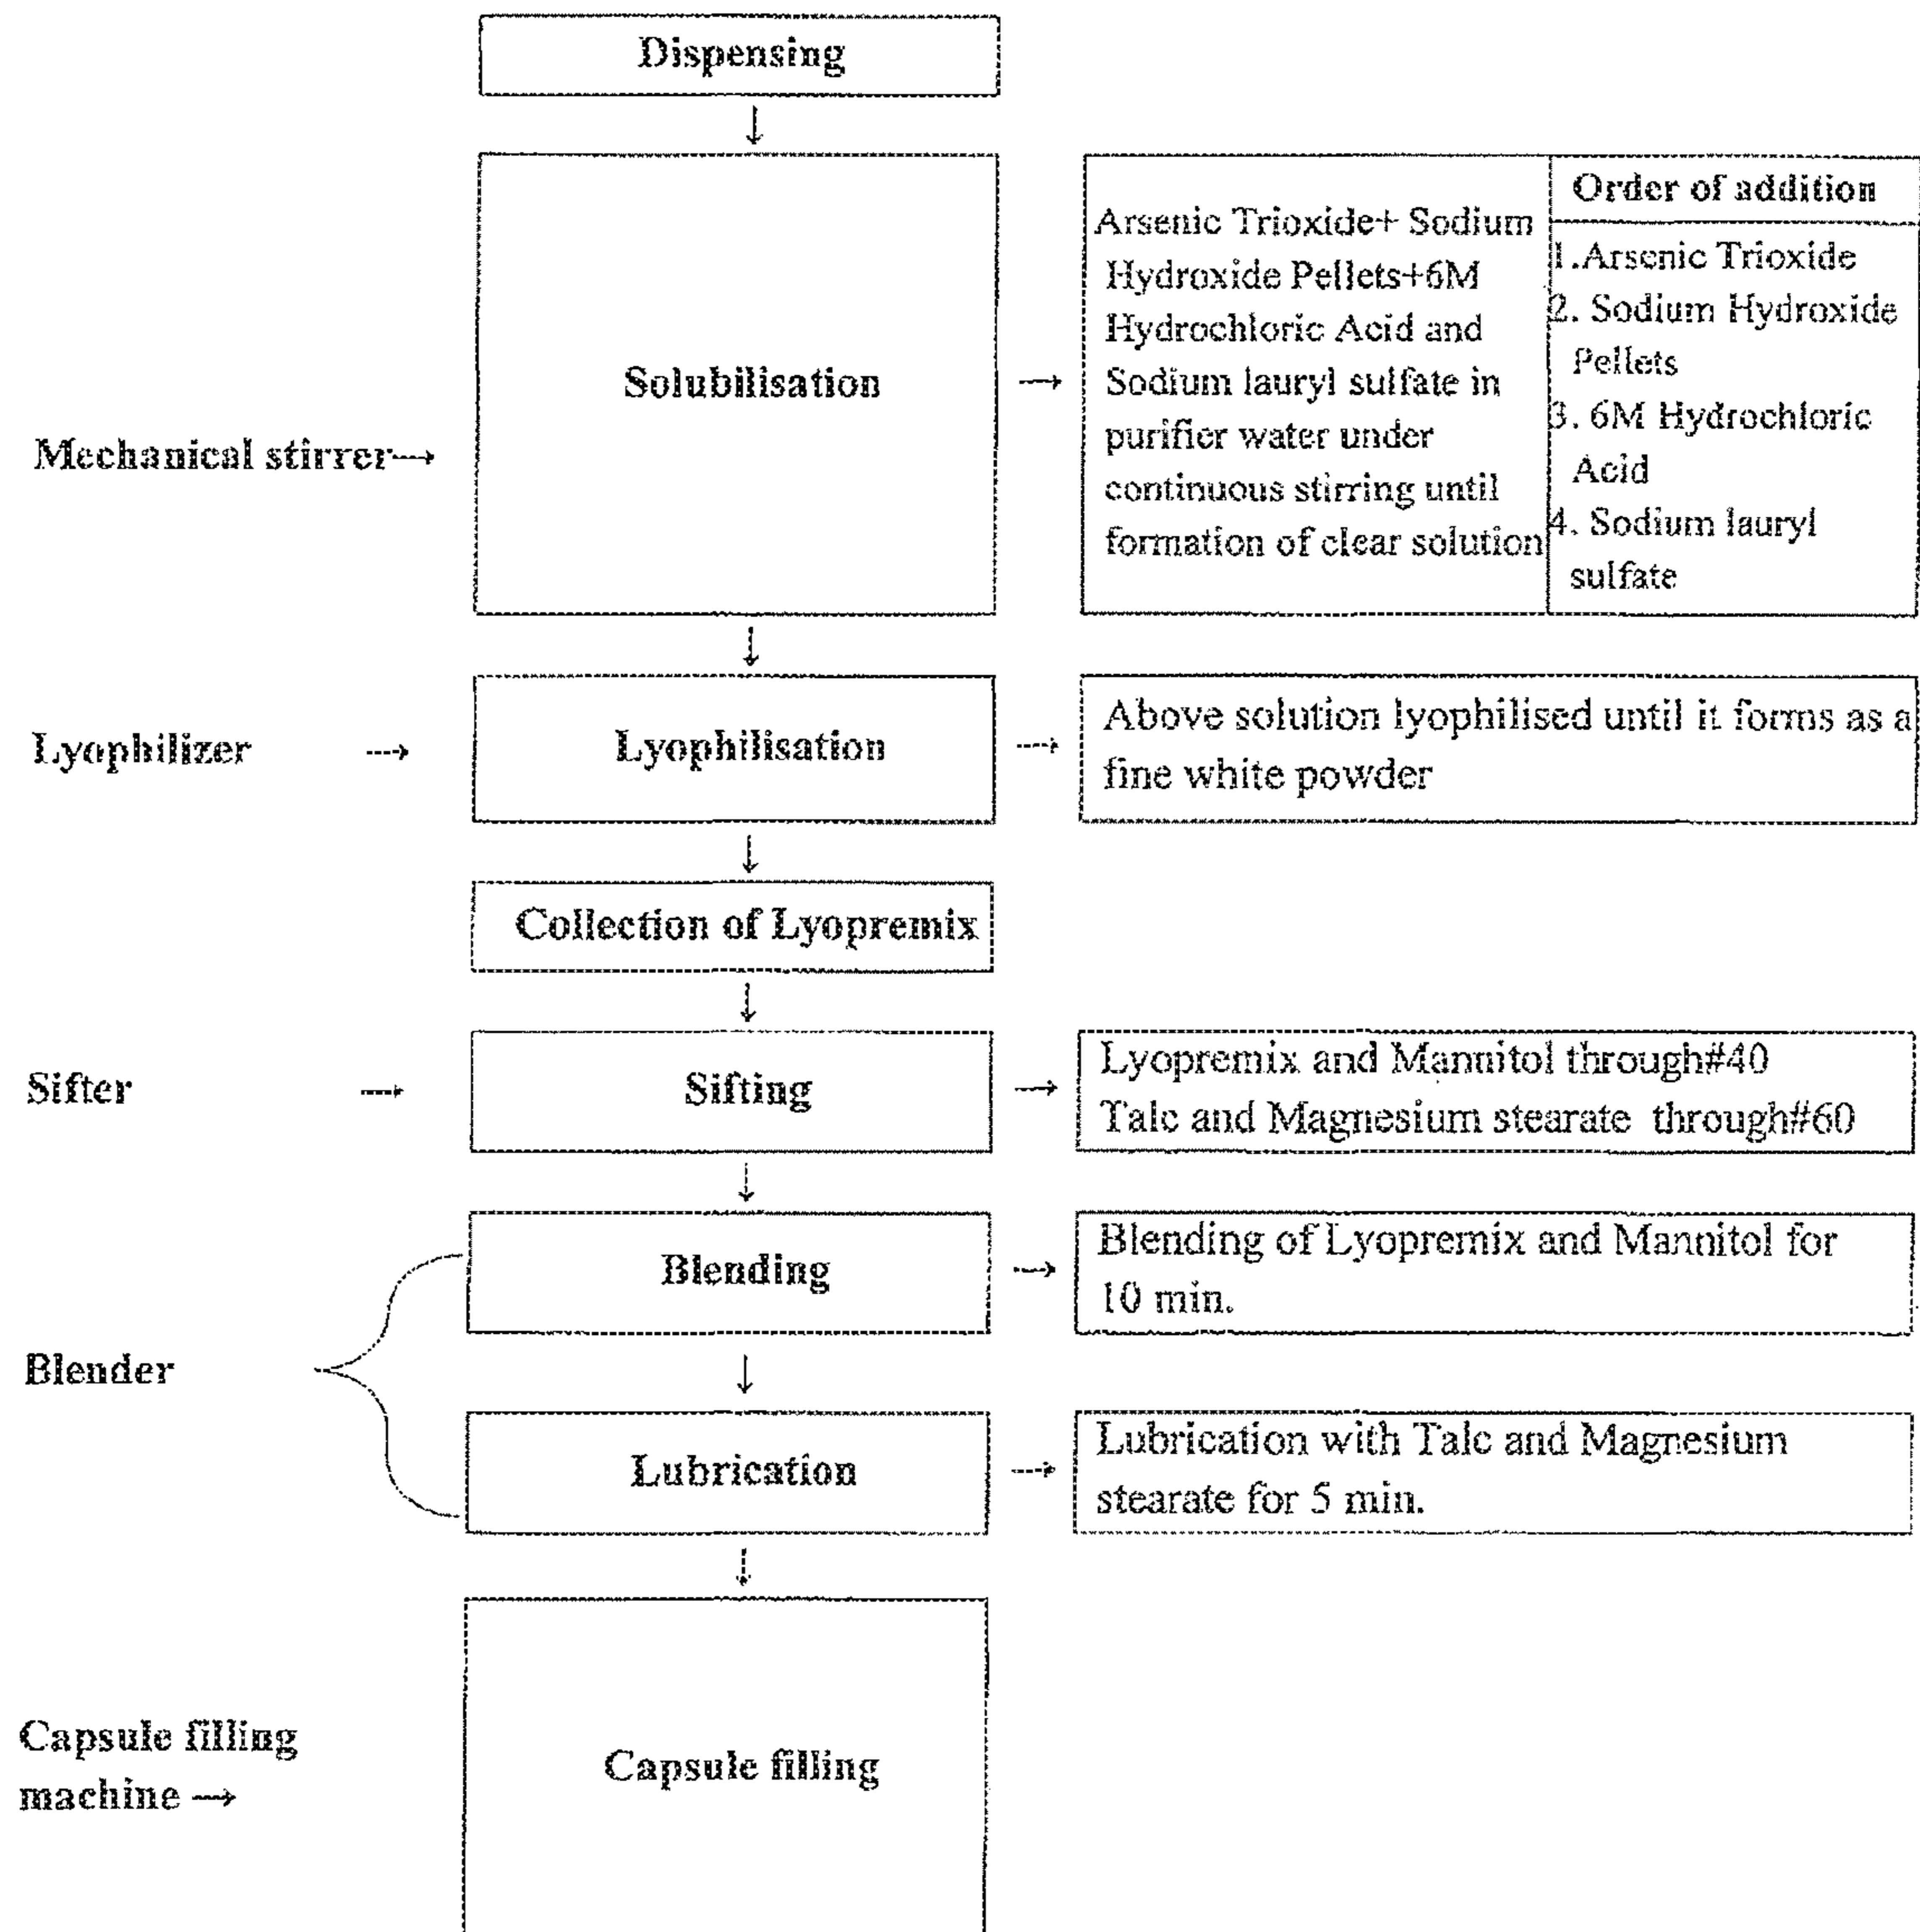 Dispensing
↓
Solubilisation
Mechanical stirrer→
→
Arsenic Trioxide+ Sodium
Hydroxide Pellets+6M
Hydrochloric Acid and
Sodium lauryl sulfate in
purifier water under
continuous stirring until
formation of clear solution
Order of addition
1.Arsenic Trioxide
2. Sodium Hydroxide
Pellets
3. 6M Hydrochloric
Acid
4. Sodium lauryl
sulfate
↓
Lyophilizer → Lyophilisation →
Above solution lyophilised until it forms as a
fine white powder
↓
Collection of Lyopremix
↓
Sifter → Sifting →
Lyopremix and Mannitol through#40
Talc and Magnesium stearate through#60
↓
Blender
Blending →
Blending of Lyopremix and Mannitol for
10 min.
↓
Lubrication →
Lubrication with Talc and Magnesium
stearate for 5 min.
↓
Capsule filling
machine →
Capsule filling